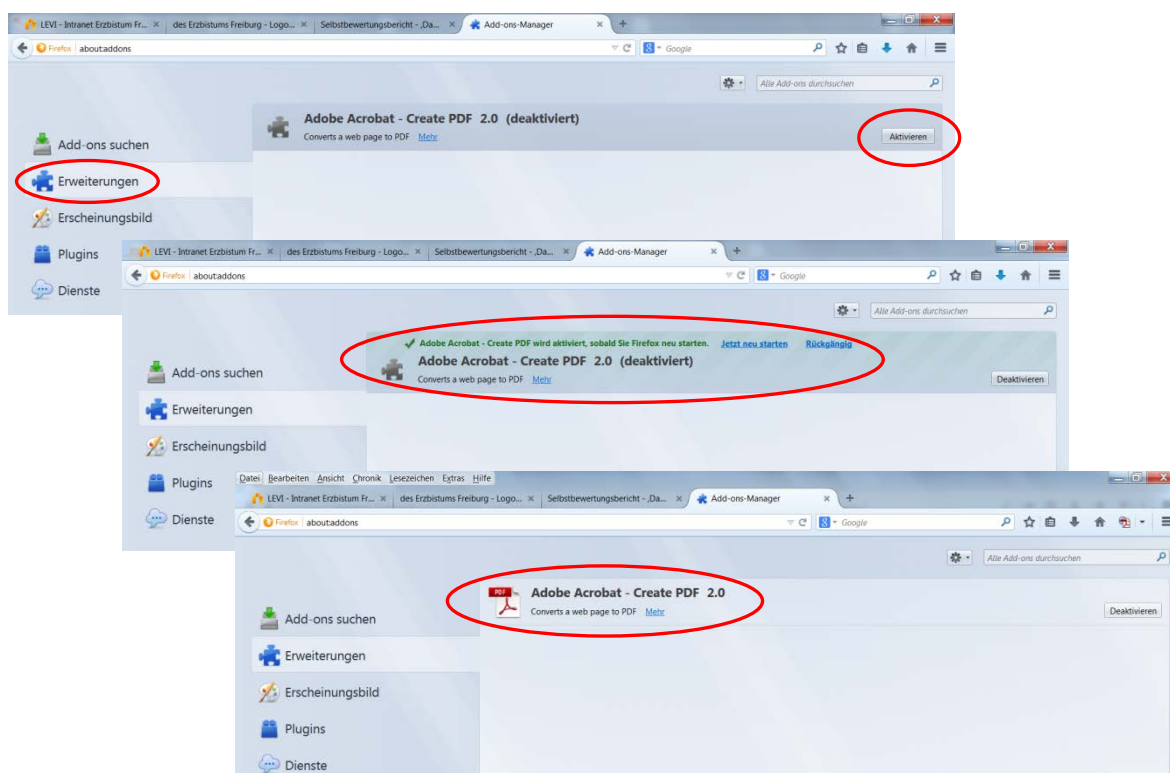 LEVI - Intranet Erzbistum Fr... × des Erzbistums Freiburg - Logo... × Selbstbewertungsbericht - ‚Da... × Add-ons-Manager × +
Firefox about:addons Google
Alle Add-ons durchsuchen
Adobe Acrobat - Create PDF 2.0 (deaktiviert)
Converts a web page to PDF Mehr
Aktivieren
Add-ons suchen
Erweiterungen
Erscheinungsbild
Plugins
Dienste
LEVI - Intranet Erzbistum Fr... × des Erzbistums Freiburg - Logo... × Selbstbewertungsbericht - ‚Da... × Add-ons-Manager × +
Firefox about:addons Google
Alle Add-ons durchsuchen
Adobe Acrobat - Create PDF wird aktiviert, sobald Sie Firefox neu starten. Jetzt neu starten Rückgängig
Adobe Acrobat - Create PDF 2.0 (deaktiviert)
Converts a web page to PDF Mehr
Deaktivieren
Add-ons suchen
Erweiterungen
Erscheinungsbild
Plugins
Dienste
Datei Bearbeiten Ansicht Chronik Lesezeichen Extras Hilfe
LEVI - Intranet Erzbistum Fr... × des Erzbistums Freiburg - Logo... × Selbstbewertungsbericht - ‚Da... × Add-ons-Manager × +
Firefox about:addons Google
Alle Add-ons durchsuchen
PDF
Adobe Acrobat - Create PDF 2.0
Converts a web page to PDF Mehr
Deaktivieren
Add-ons suchen
Erweiterungen
Erscheinungsbild
Plugins
Dienste